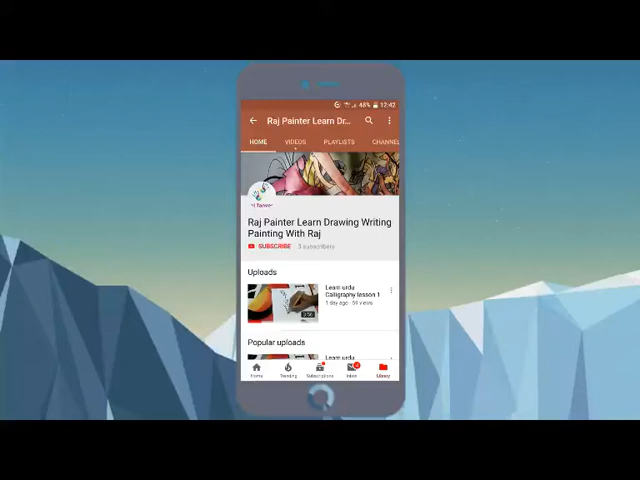 48% 12:42
Raj Painter Learn Dr...
HOME VIDEOS PLAYLISTS CHANNEL
Raj Painter Learn Drawing Writing
Painting With Raj
SUBSCRIBE 3 subscribers
Uploads
Learn urdu
Calligraphy lesson 1
1 day ago · 59 views
Popular uploads
Learn urdu
Home Trending Subscriptions Inbox Library